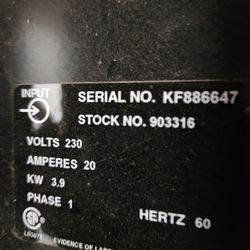 INPUT
SERIAL NO. KF886647
STOCK NO. 903316
VOLTS 230
AMPERES 20
KW 3.9
PHASE 1
HERTZ 60
EVIDENCE OF LABE